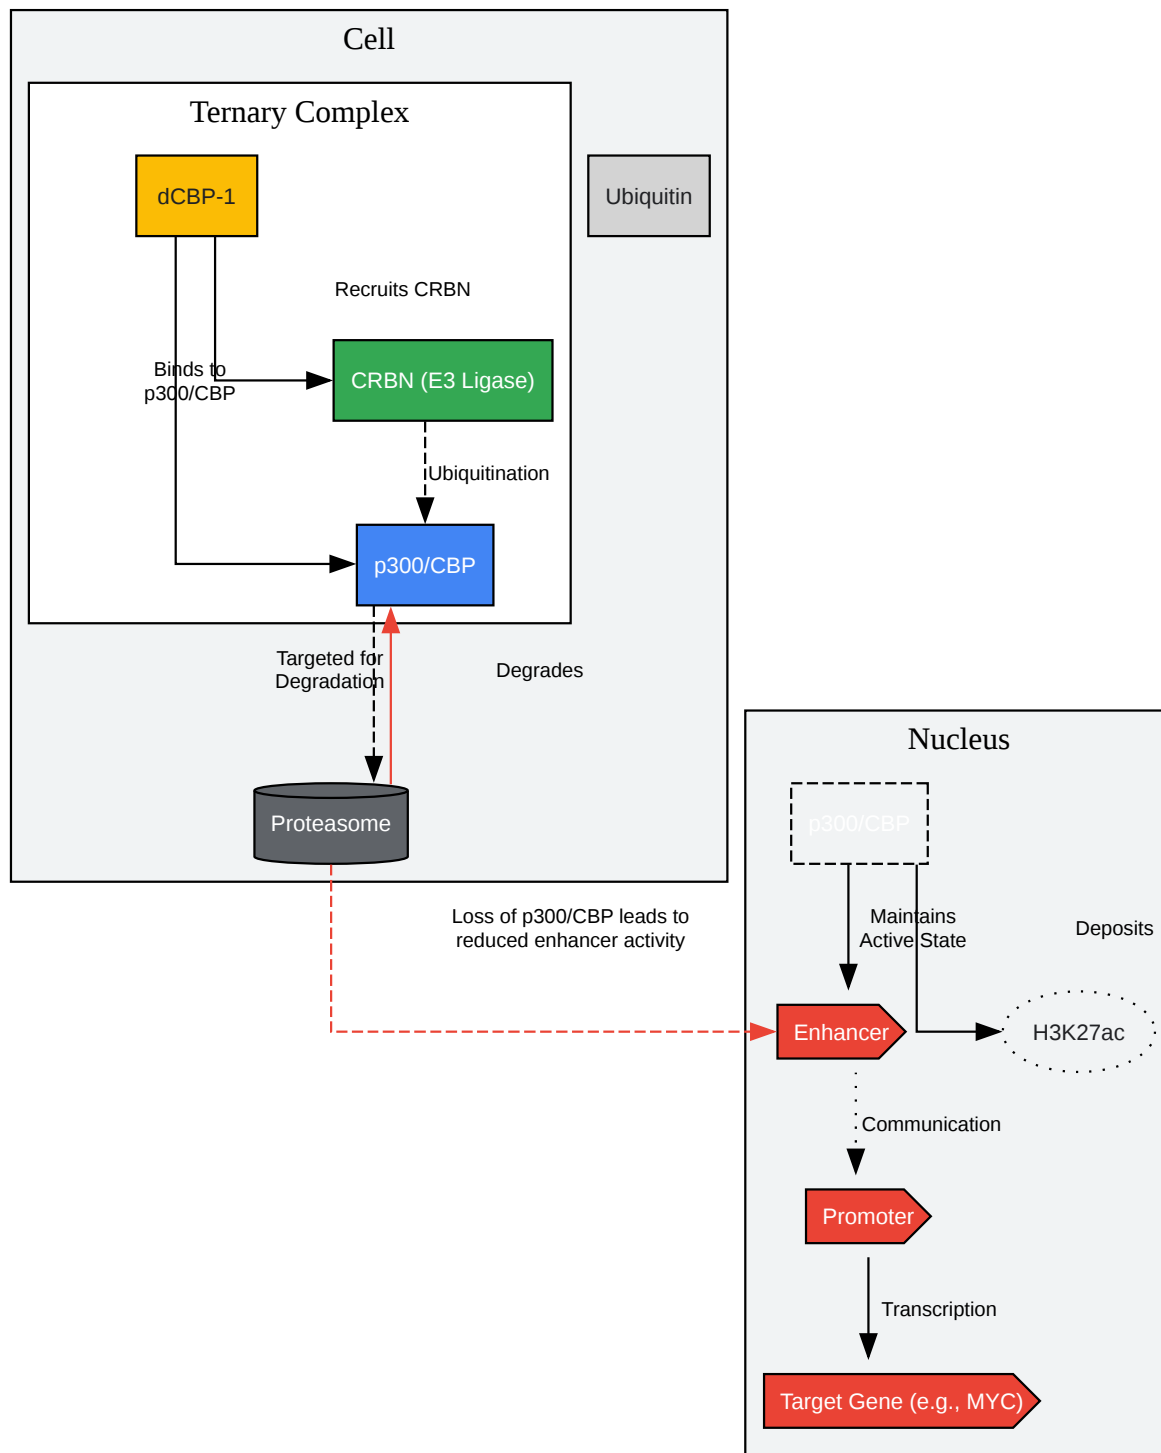 Cell
Ternary Complex
dCBP-1
Ubiquitin
Recruits CRBN
Binds to
p300/CBP
CRBN (E3 Ligase)
Ubiquitination
p300/CBP
Targeted for
Degradation
Degrades
Proteasome
Nucleus
p300/CBP
Loss of p300/CBP leads to
reduced enhancer activity
Maintains
Active State
Deposits
Enhancer
H3K27ac
Communication
Promoter
Transcription
Target Gene (e.g., MYC)